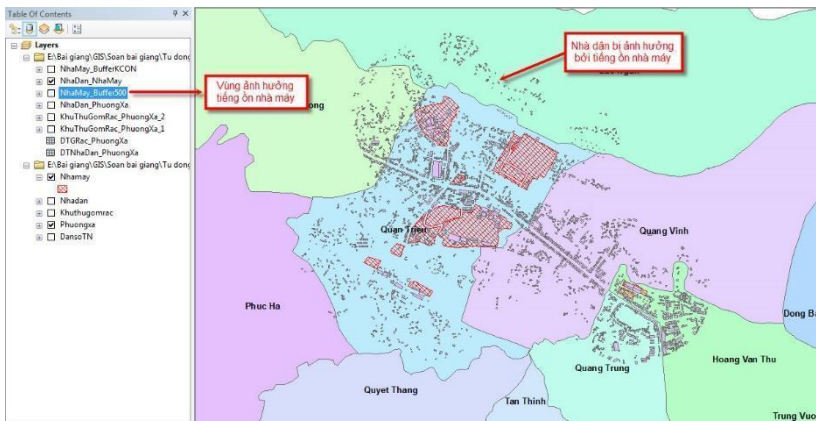 Table Of Contents
Layers
E:\Bai giang\GIS\Soan bai giang\Tu dong
NhaMay_BufferKCON
NhaDan_NhaMay
NhaMay_Buffer500
NhaDan_PhuongXa
KhuThuGomRac_PhuongXa_2
KhuThuGomRac_PhuongXa_1
DTGRac_PhuongXa
DTNhaDan_PhuongXa
E:\Bai giang\GIS\Soan bai giang\Tu dong
Nhamay
Nhadan
Khuthugomrac
Phuongxa
DansoTN
Vùng ảnh hưởng
tiếng ồn nhà máy
Nhà dân bị ảnh hưởng
bởi tiếng ồn nhà máy
ong
Quan Trieu
Quang Vinh
Phuc Ha
Dong Ba
Hoang Van Thu
Quang Trung
Quyet Thang
Tan Thinh
Trung Vuo